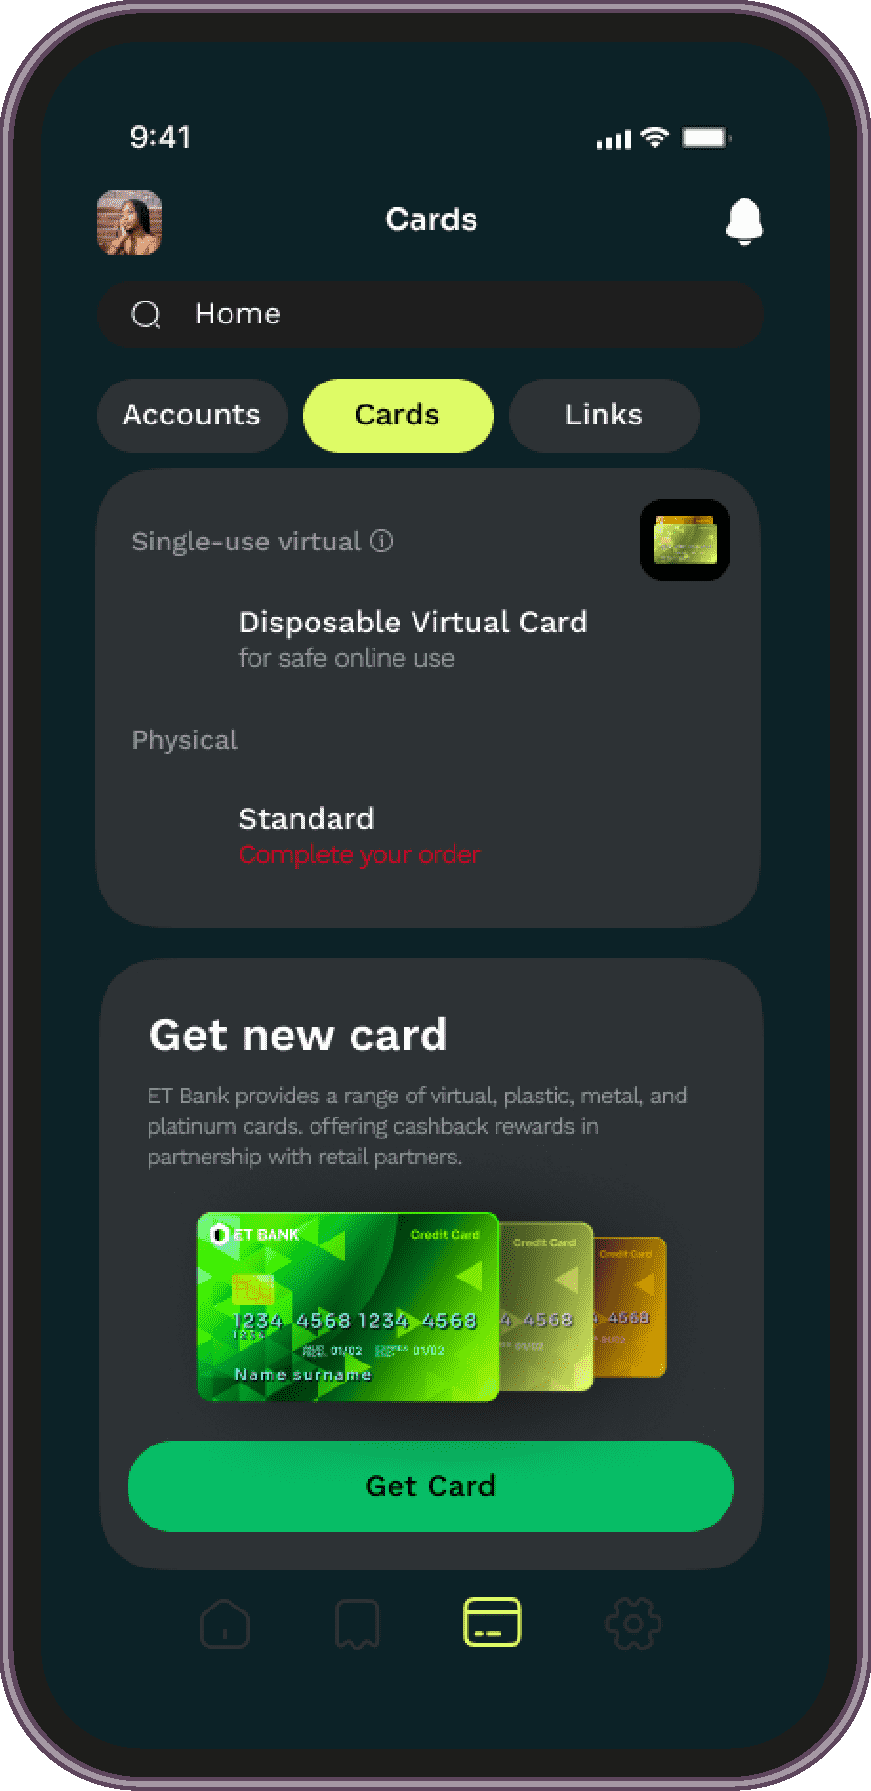 9:41
Cards
Home
Accounts
Cards
Links
Single-use virtual
Disposable Virtual Card
for safe online use
Physical
Standard
Complete your order
Get new card
ET Bank provides a range of virtual, plastic, metal, and
platinum cards. offering cashback rewards in
partnership with retail partners.
ET BANK
Credit Card
Credit Card
Credit Card
1234 4568 1234 4568
4 4568
4568
1234
01/02
01/02
01/02
Name surname
Get Card